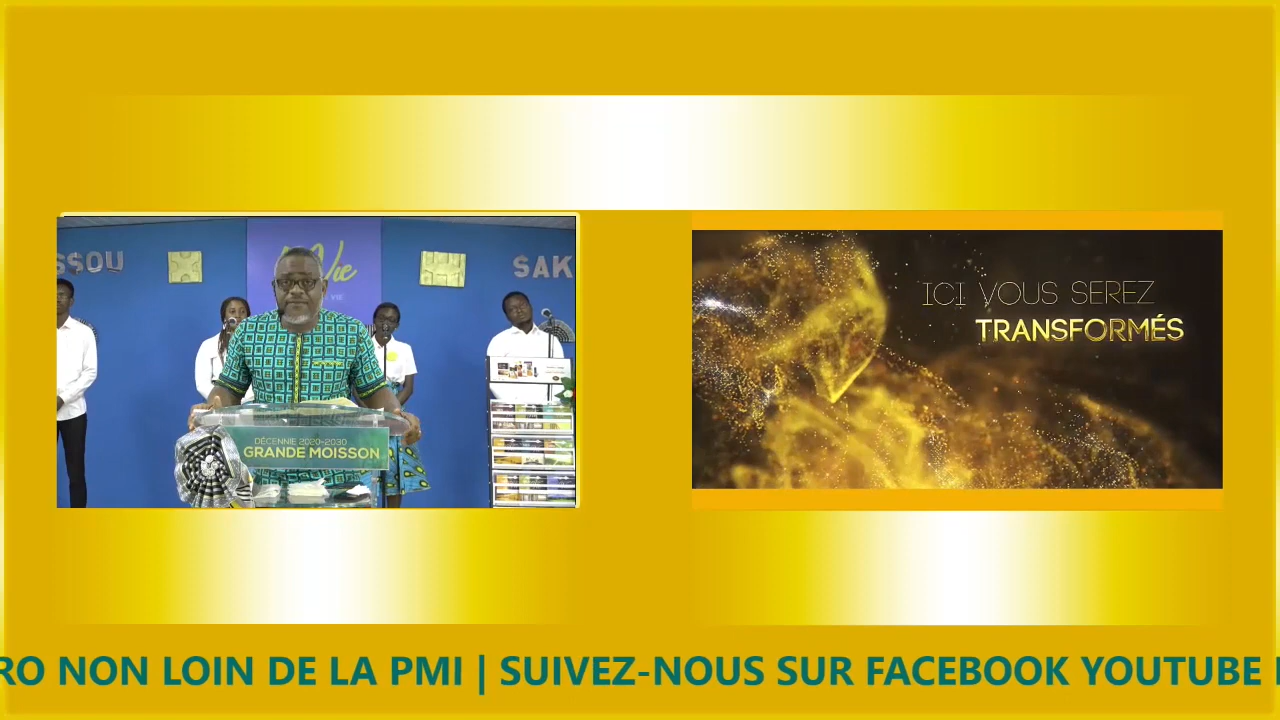 SSOU
Vie
SAK
DÉCENNIE 2020-2030
GRANDE MOISSON
ICI VOUS SEREZ
TRANSFORMÉS
RO NON LOIN DE LA PMI | SUIVEZ-NOUS SUR FACEBOOK YOUTUBE